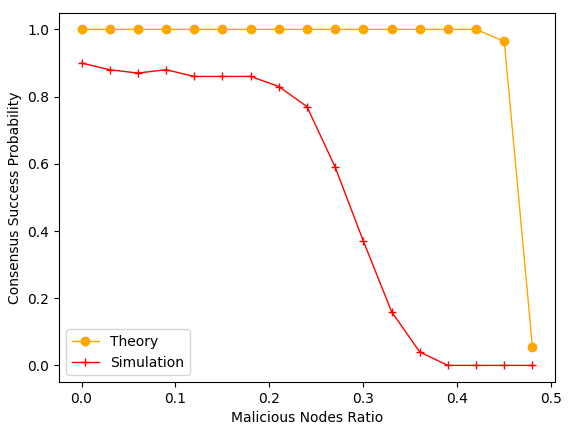 1.0
0.8
0.6
0.4
0.2
0.0
Consensus Success Probability
Theory
Simulation
0.0 0.1 0.2 0.3 0.4 0.5
Malicious Nodes Ratio